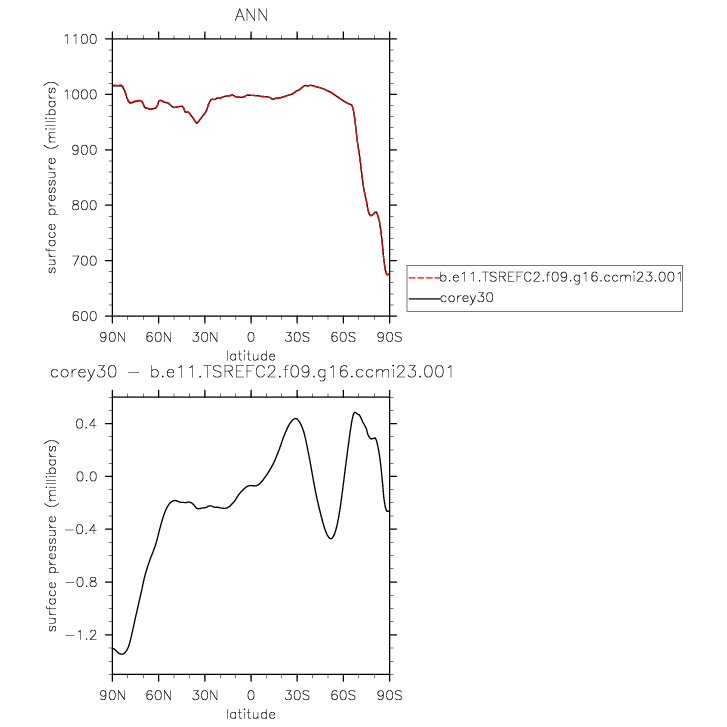 ANN
1100
1000
900
800
700
600
surface pressure (millibars)
90N 60N 30N 0 30S 60S 90S
latitude
b.e11.TSREFC2.f09.g16.ccmi23.001
corey30
corey30 - b.e11.TSREFC2.f09.g16.ccmi23.001
0.4
0.0
-0.4
-0.8
-1.2
surface pressure (millibars)
90N 60N 30N 0 30S 60S 90S
latitude